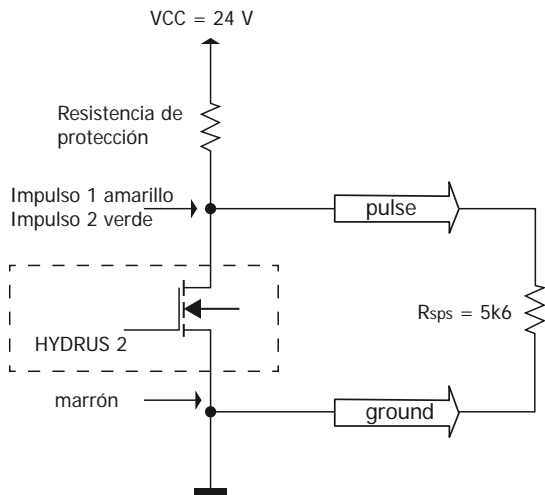 VCC = 24 V
Resistencia de
protección
Impulso 1 amarillo
Impulso 2 verde
pulse
Rsps = 5k6
HYDRUS 2
marrón
ground